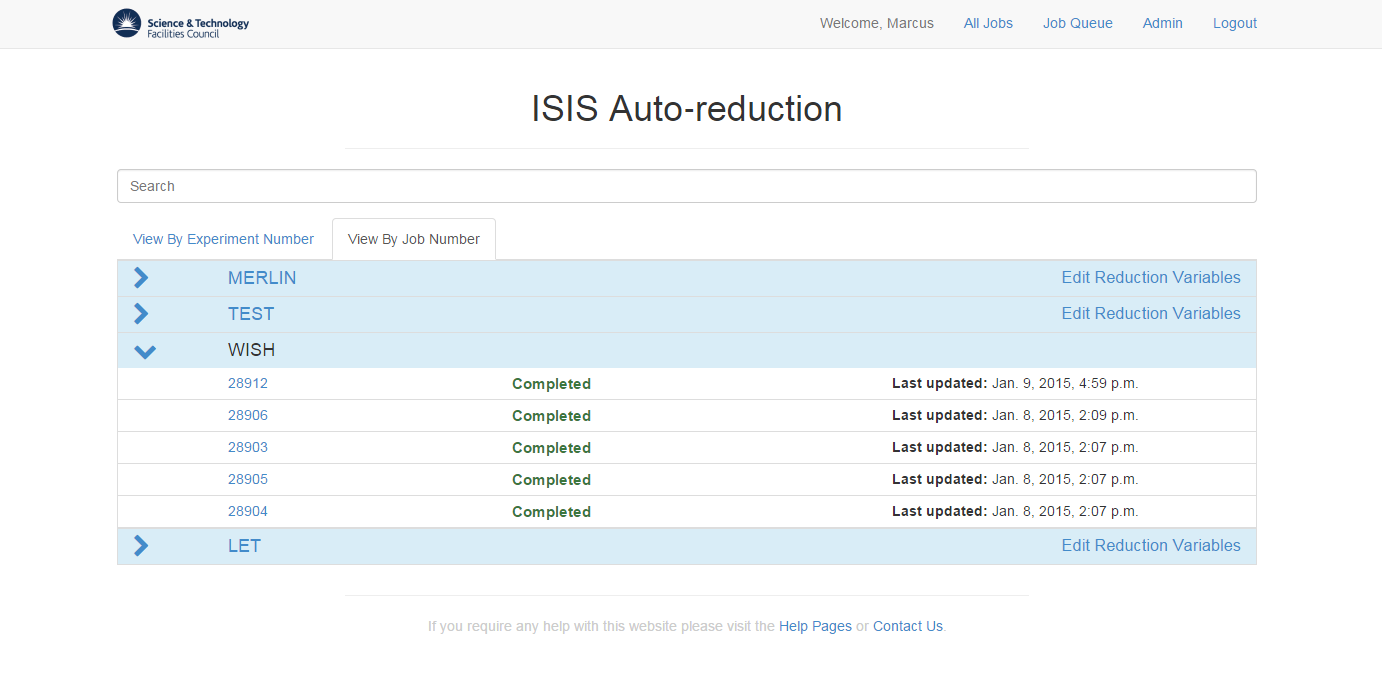 Science & Technology
Facilities Council
Welcome, Marcus All Jobs Job Queue Admin Logout
ISIS Auto-reduction
Search
View By Experiment Number View By Job Number
MERLIN Edit Reduction Variables
TEST Edit Reduction Variables
WISH
28912 Completed Last updated: Jan. 9, 2015, 4:59 p.m.
28906 Completed Last updated: Jan. 8, 2015, 2:09 p.m.
28903 Completed Last updated: Jan. 8, 2015, 2:07 p.m.
28905 Completed Last updated: Jan. 8, 2015, 2:07 p.m.
28904 Completed Last updated: Jan. 8, 2015, 2:07 p.m.
LET Edit Reduction Variables
If you require any help with this website please visit the Help Pages or Contact Us.